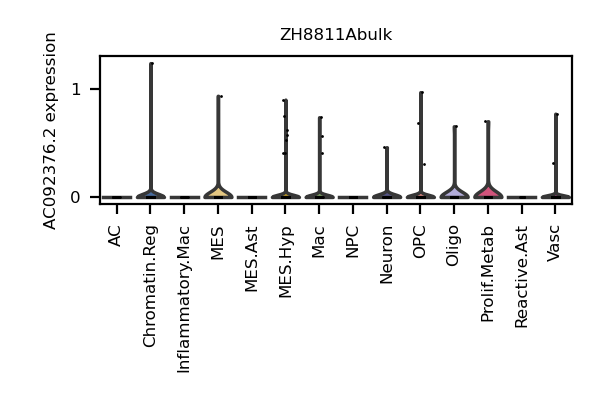 ZH8811Abulk
AC092376.2 expression
1
0
AC
Chromatin.Reg
Inflammatory.Mac
MES
MES.Ast
MES.Hyp
Mac
NPC
Neuron
OPC
Oligo
Prolif.Metab
Reactive.Ast
Vasc